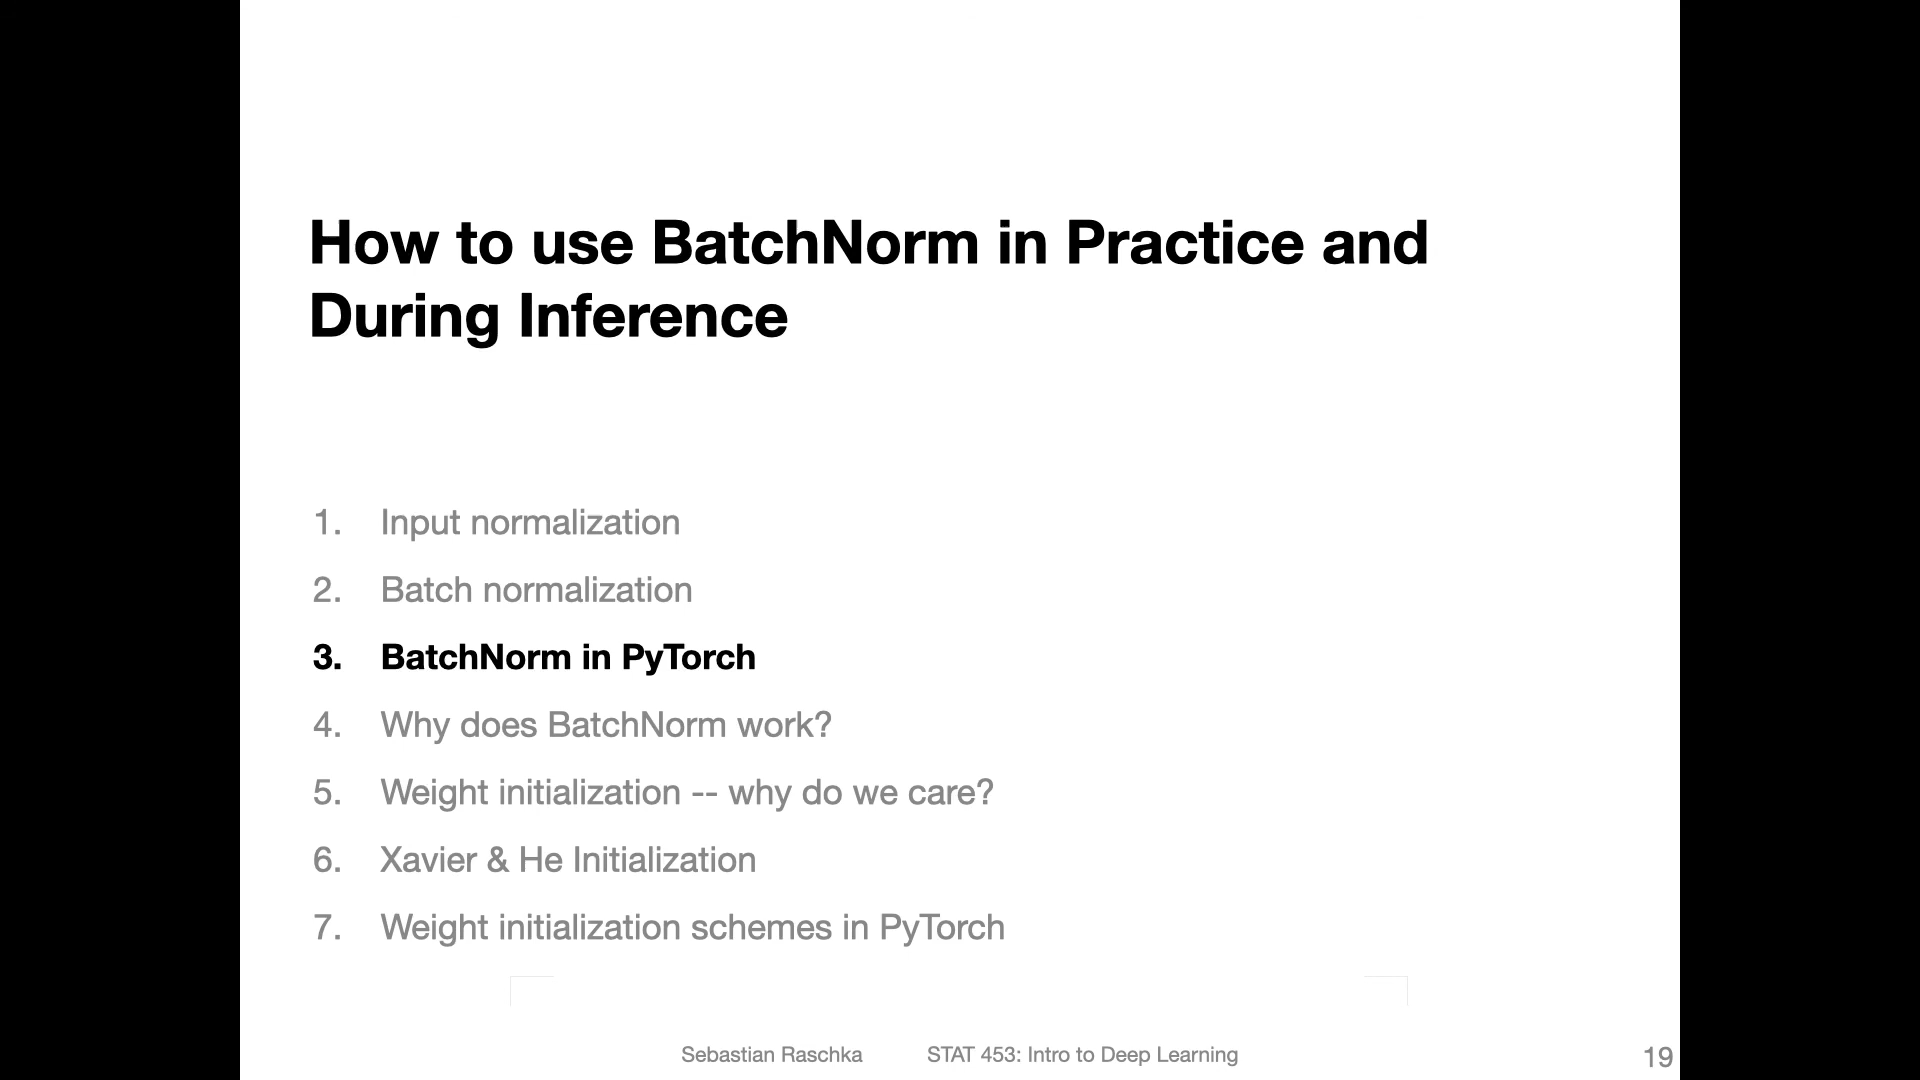 How to use BatchNorm in Practice and
During Inference
1. Input normalization
2. Batch normalization
3. BatchNorm in PyTorch
4. Why does BatchNorm work?
5. Weight initialization -- why do we care?
6. Xavier & He Initialization
7. Weight initialization schemes in PyTorch
Sebastian Raschka STAT 453: Intro to Deep Learning 19